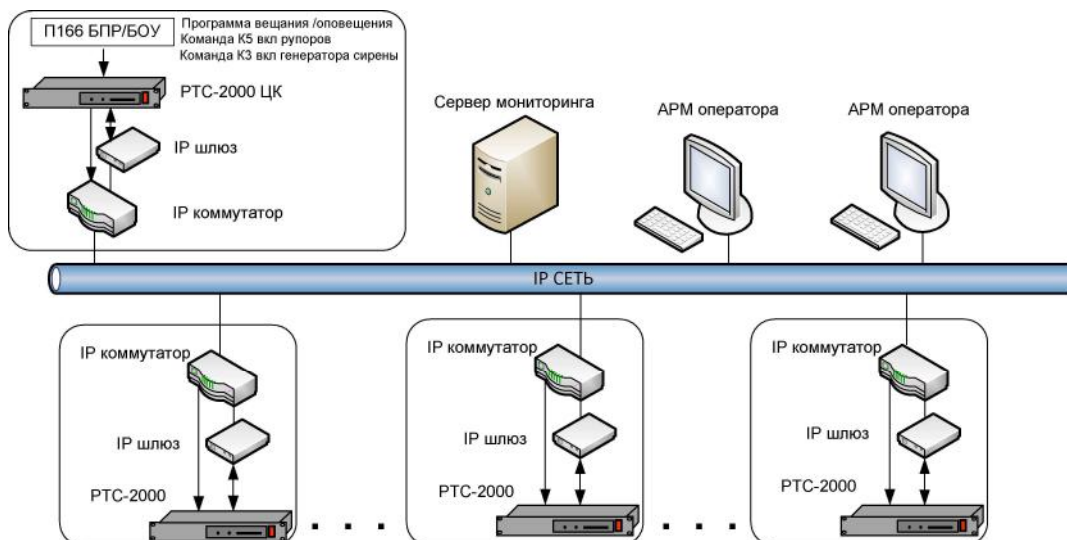 П166 БПР/БОУ
Программа вещания /оповещения
Команда К5 вкл рупоров
Команда К3 вкл генератора сирены
РТС-2000 ЦК
IP шлюз
IP коммутатор
Сервер мониторинга
АРМ оператора
АРМ оператора
IP СЕТЬ
IP коммутатор
IP шлюз
РТС-2000
IP коммутатор
IP шлюз
РТС-2000
IP коммутатор
IP шлюз
РТС-2000